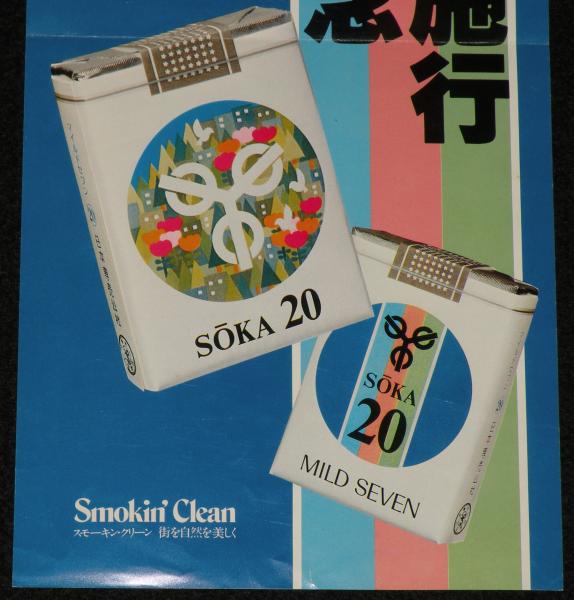 施行
SŌKA 20
SŌKA
20
MILD SEVEN
Smokin' Clean
スモーキン・クリーン 街を自然を美しく